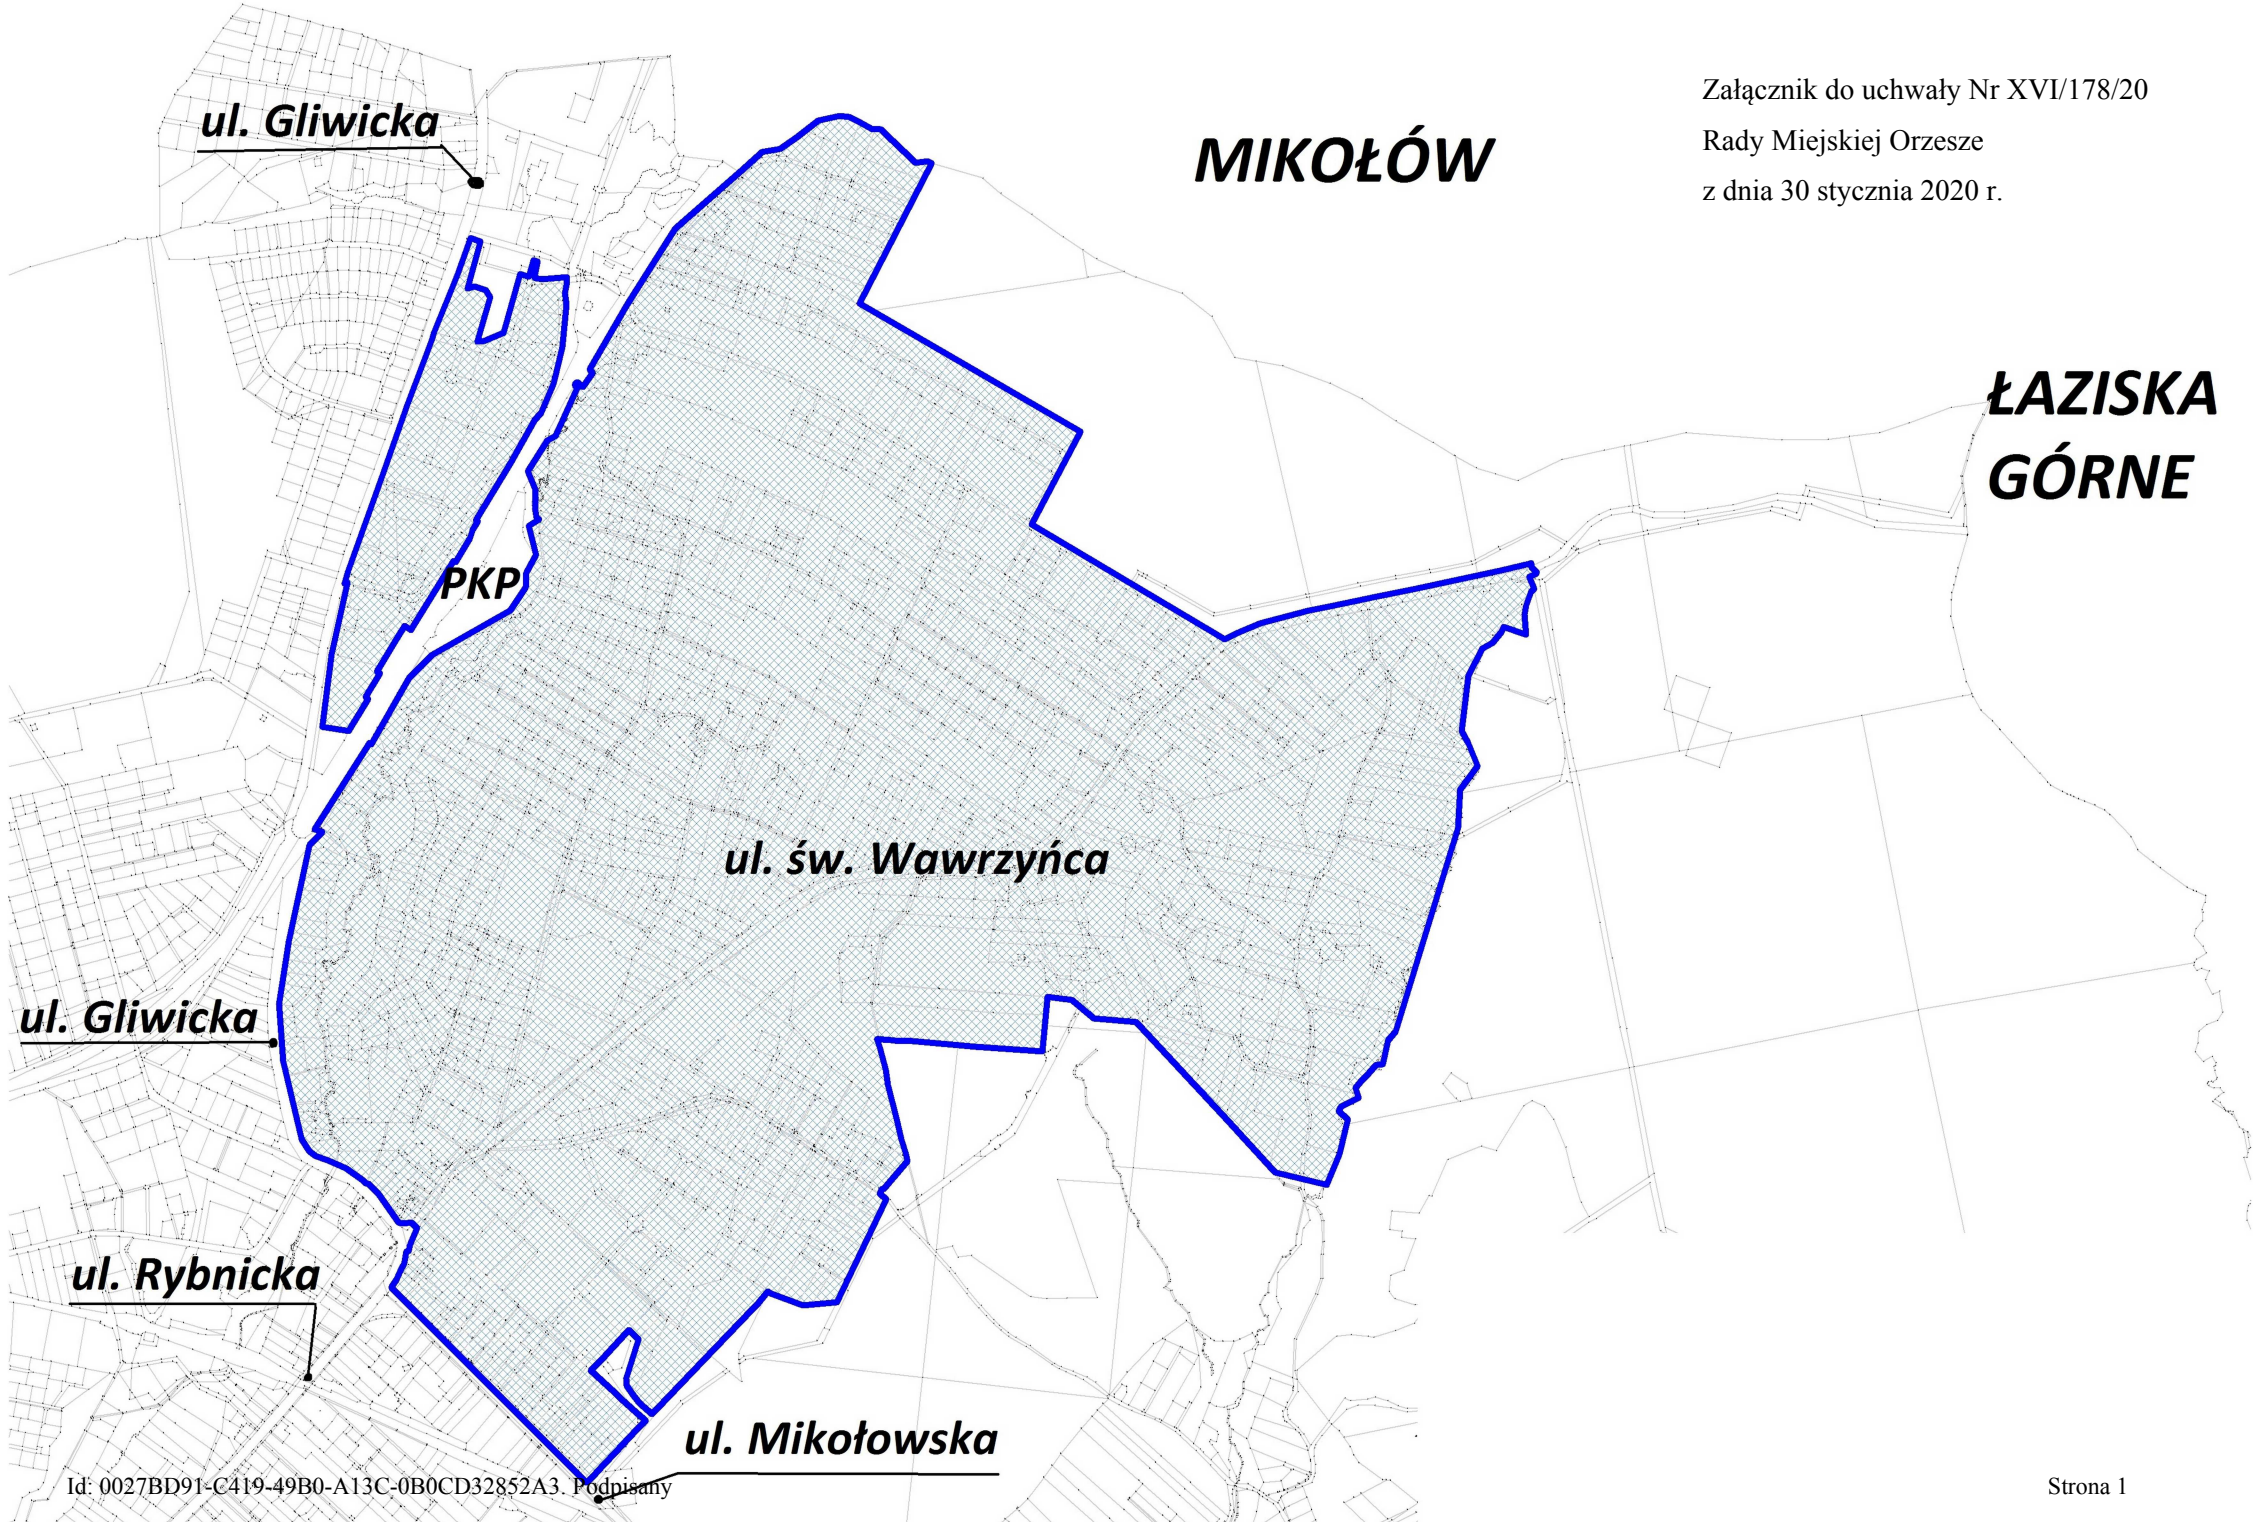 Załącznik do uchwały Nr XVI/178/20
Rady Miejskiej Orzesze
z dnia 30 stycznia 2020 r.
ul. Gliwicka
MIKOŁÓW
ŁAZISKA
GÓRNE
PKP
ul. św. Wawrzyńca
ul. Gliwicka
ul. Rybnicka
ul. Mikołowska
Id: 0027BD91-C419-49B0-A13C-0B0CD32852A3. Podpisany
Strona 1